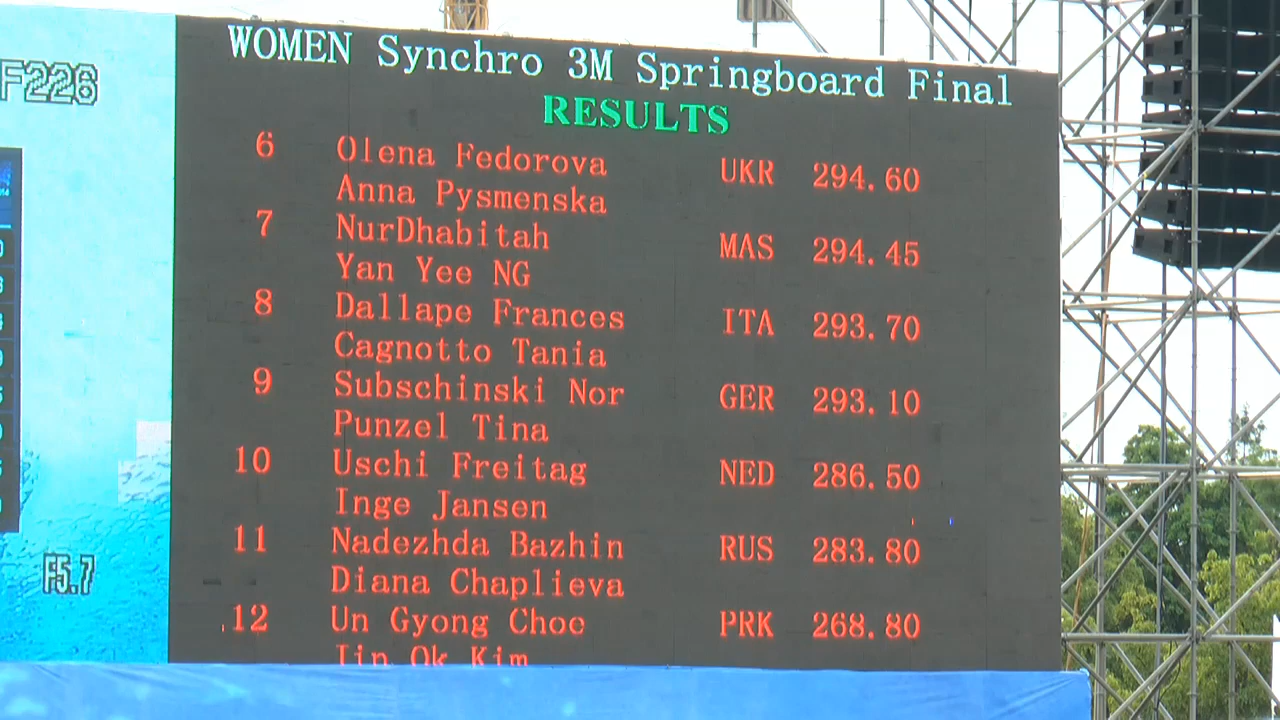 WOMEN Synchro 3M Springboard Final
RESULTS
F226
6 Olena Fedorova UKR 294.60
Anna Pysmenska
7 NurDhabitah MAS 294.45
Yan Yee NG
8 Dallape Frances ITA 293.70
Cagnotto Tania
9 Subschinski Nor GER 293.10
Punzel Tina
10 Uschi Freitag NED 286.50
Inge Jansen
11 Nadezhda Bazhin RUS 283.80
Diana Chaplieva
F5.7
12 Un Gyong Choe PRK 268.80
Jin Ok Kim